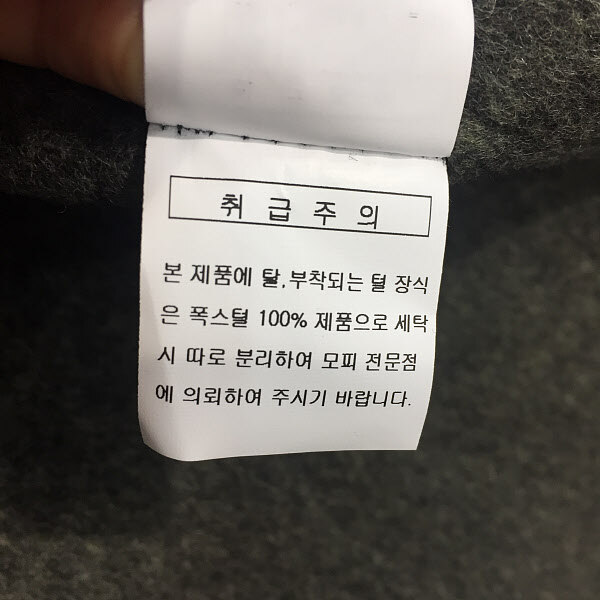 취급주의
본 제품에 탈,부착되는 털 장식
은 폭스털 100% 제품으로 세탁
시 따로 분리하여 모피 전문점
에 의뢰하여 주시기 바랍니다.